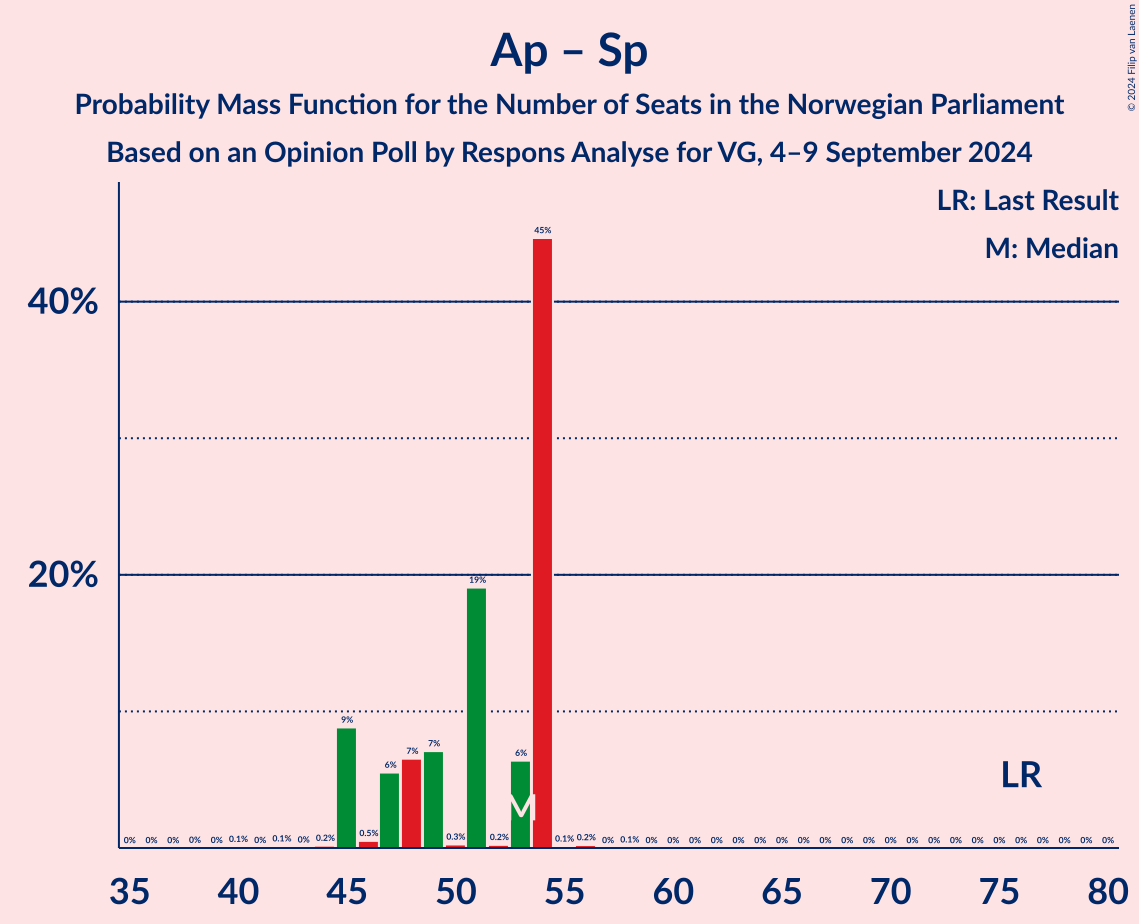 Ap – Sp
Probability Mass Function for the Number of Seats in the Norwegian Parliament
Based on an Opinion Poll by Respons Analyse for VG, 4–9 September 2024
© 2024 Filip van Laenen
LR: Last Result
M: Median
40%
20%
0% 0% 0% 0% 0% 0.1% 0% 0.1% 0% 0.2% 9% 0.5% 6% 7% 7% 0.3% 19% 0.2% 6% 45% 0.1% 0.2% 0% 0.1% 0% 0% 0% 0% 0% 0% 0% 0% 0% 0% 0% 0% 0% 0% 0% 0% 0% 0% 0% 0% 0% 0%
M
LR
35 40 45 50 55 60 65 70 75 80